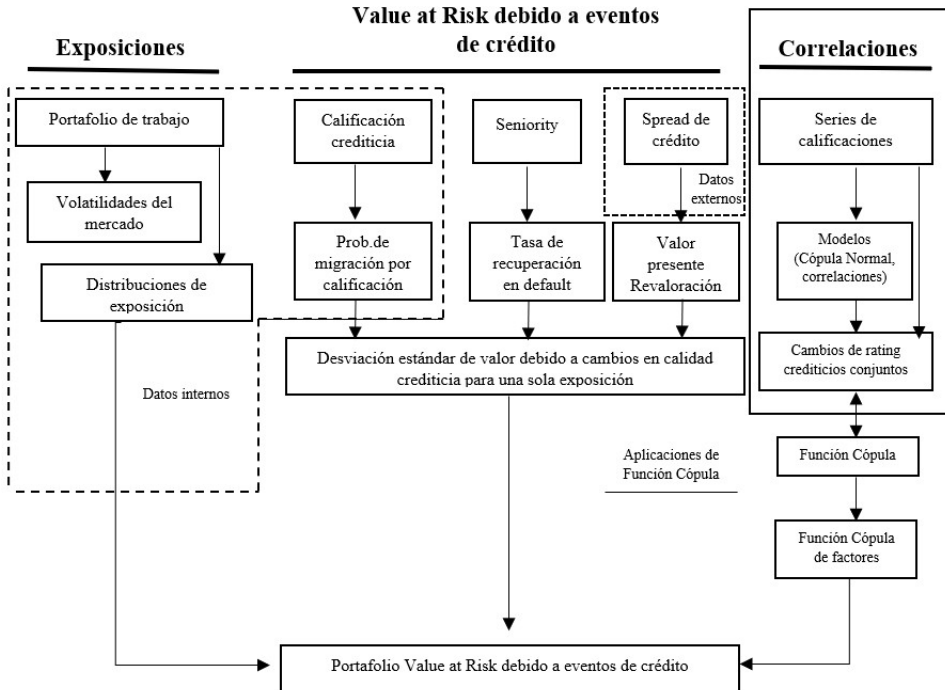 Exposiciones
Value at Risk debido a eventos
de crédito
Correlaciones
Portafolio de trabajo
Volatilidades del
mercado
Distribuciones de
exposición
Datos internos
Calificación
crediticia
Prob.de
migración por
calificación
Seniority
Tasa de
recuperación
en default
Spread de
crédito
Datos
externos
Valor
presente
Revaloración
Desviación estándar de valor debido a cambios en calidad
crediticia para una sola exposición
Series de
calificaciones
Modelos
(Cópula Normal,
correlaciones)
Cambios de rating
crediticios conjuntos
Aplicaciones de
Función Cópula
Función Cópula
Función Cópula
de factores
Portafolio Value at Risk debido a eventos de crédito